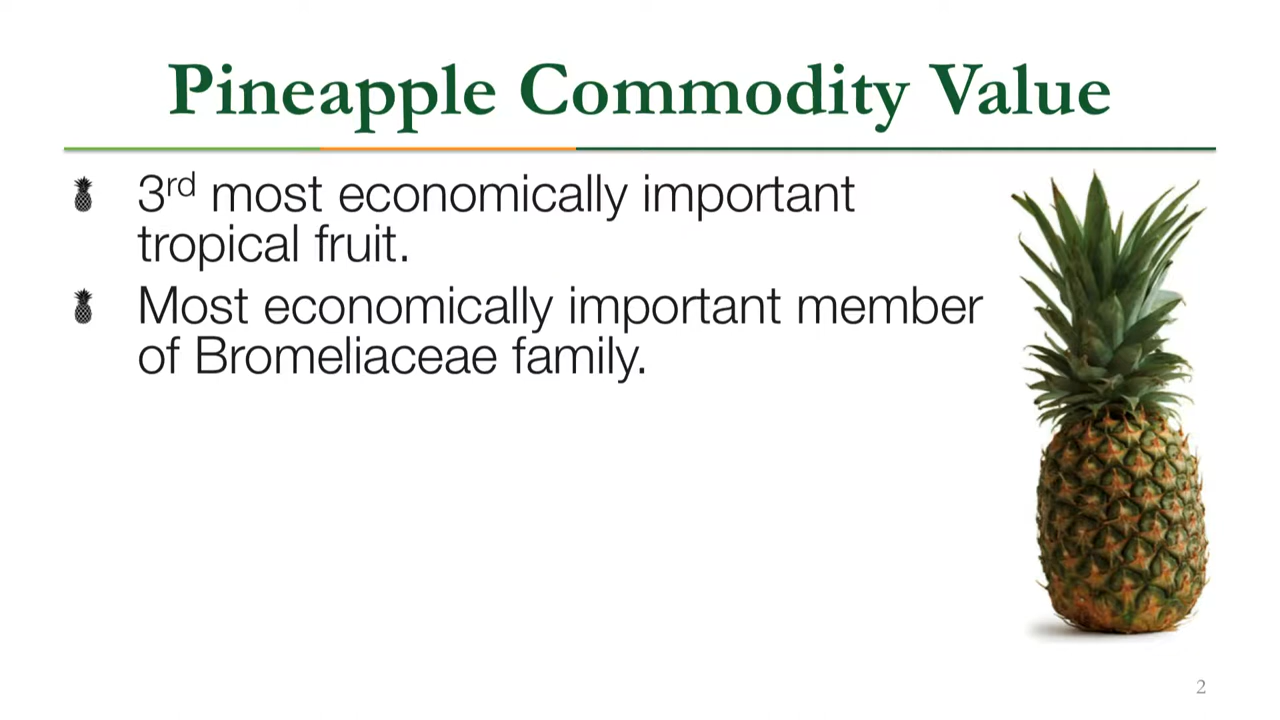 Pineapple Commodity Value
3rd most economically important
tropical fruit.
Most economically important member
of Bromeliaceae family.
2